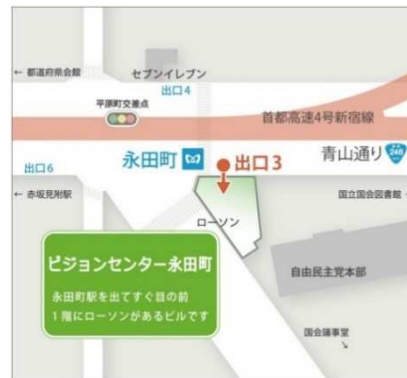 ← 都道府県会館
セブンイレブン
出口4
平河町交差点
首都高速4号新宿線
永田町
出口3
青山通り
246
出口6
← 赤坂見附駅
国立国会図書館 →
ローソン
ビジョンセンター永田町
永田町駅を出てすぐ目の前
1階にローソンがあるビルです
自由民主党本部
国会議事堂
↘